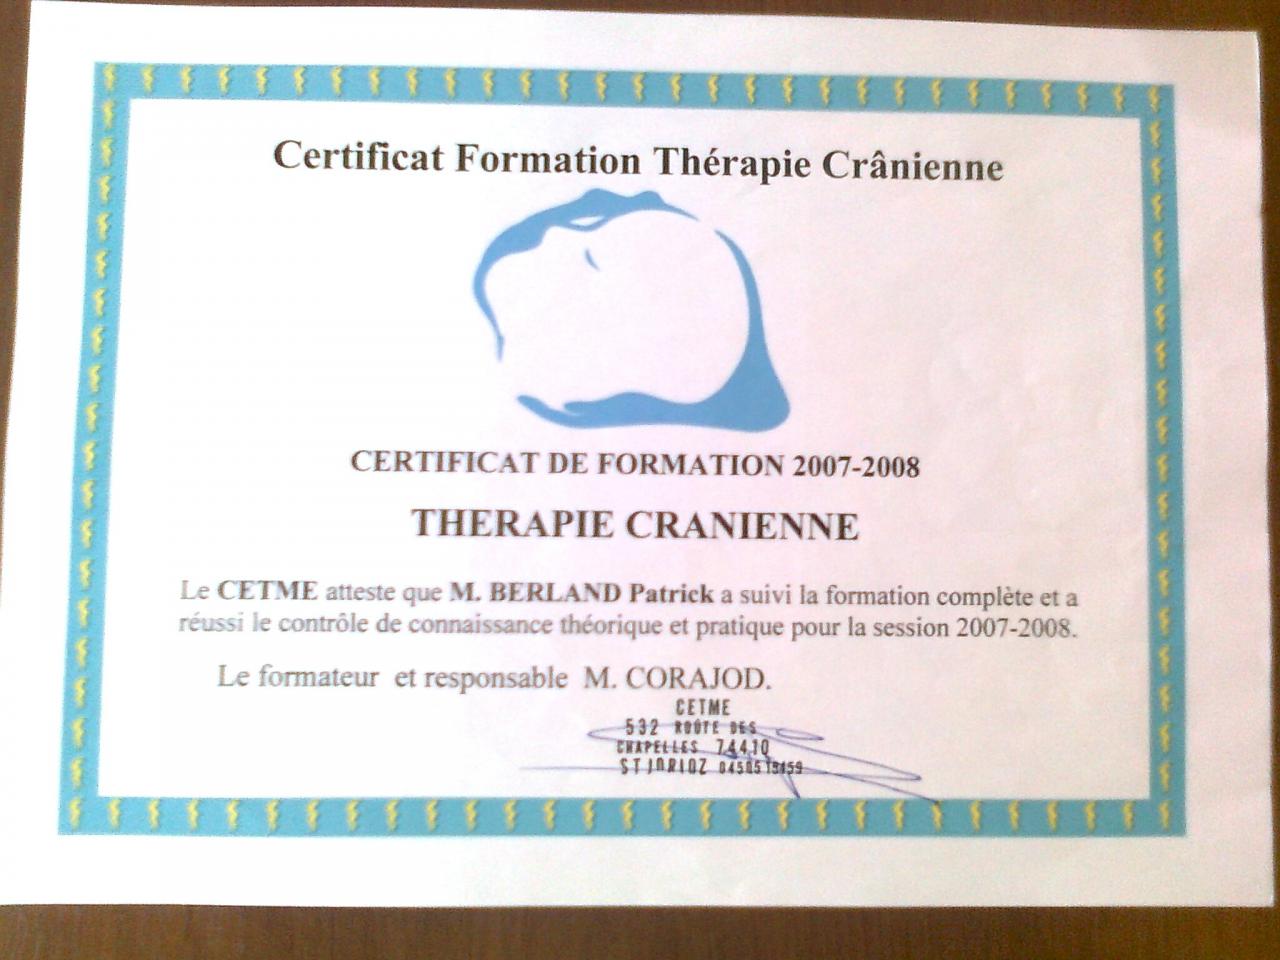 Certificat Formation Thérapie Crânienne
CERTIFICAT DE FORMATION 2007-2008
THERAPIE CRANIENNE
Le CETME atteste que M. BERLAND Patrick a suivi la formation complète et a
réussi le contrôle de connaissance théorique et pratique pour la session 2007-2008.
Le formateur et responsable M. CORAJOD.
CETME
532 ROUTE DES
CHAPELLES 74410
ST JORIOZ